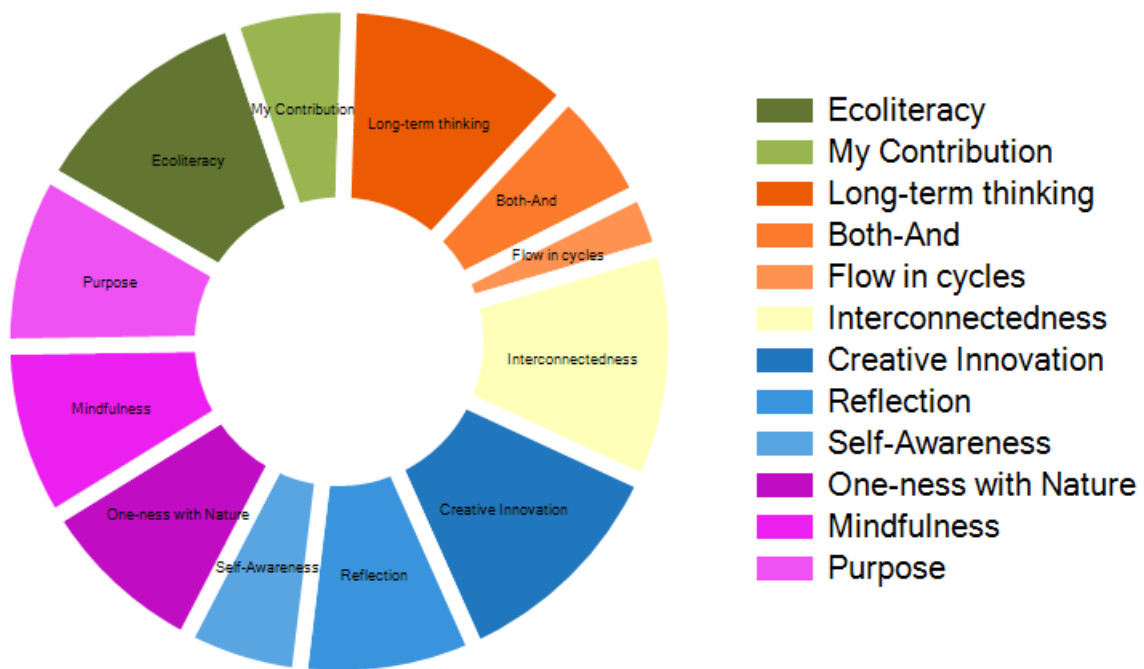 My Contribution
Long-term thinking
Ecoliteracy
Both-And
Flow in cycles
Purpose
Interconnectedness
Mindfulness
Creative Innovation
One-ness with Nature
Self-Awareness
Reflection
Ecoliteracy
My Contribution
Long-term thinking
Both-And
Flow in cycles
Interconnectedness
Creative Innovation
Reflection
Self-Awareness
One-ness with Nature
Mindfulness
Purpose